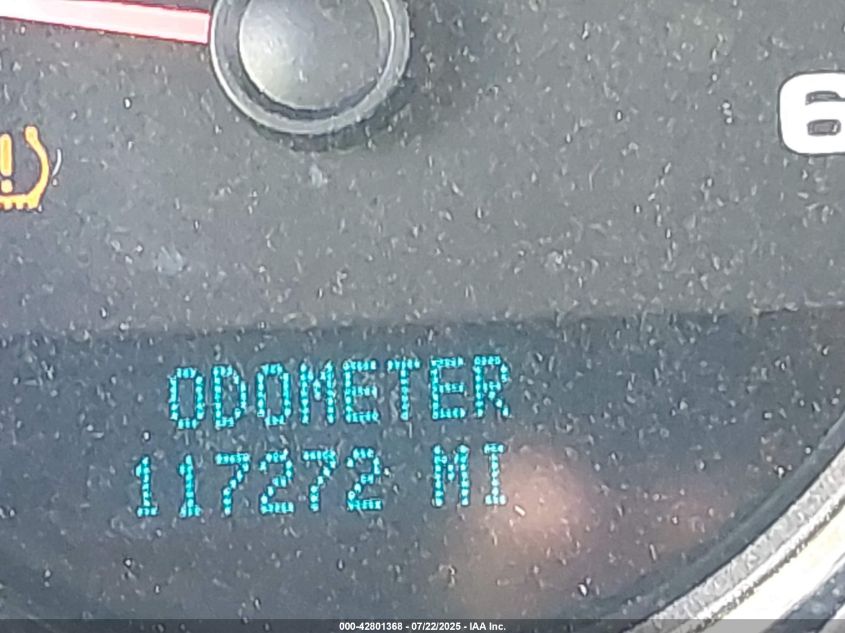 6
ODOMETER
117272 MI
000-42801368 - 07/22/2025 - IAA Inc.